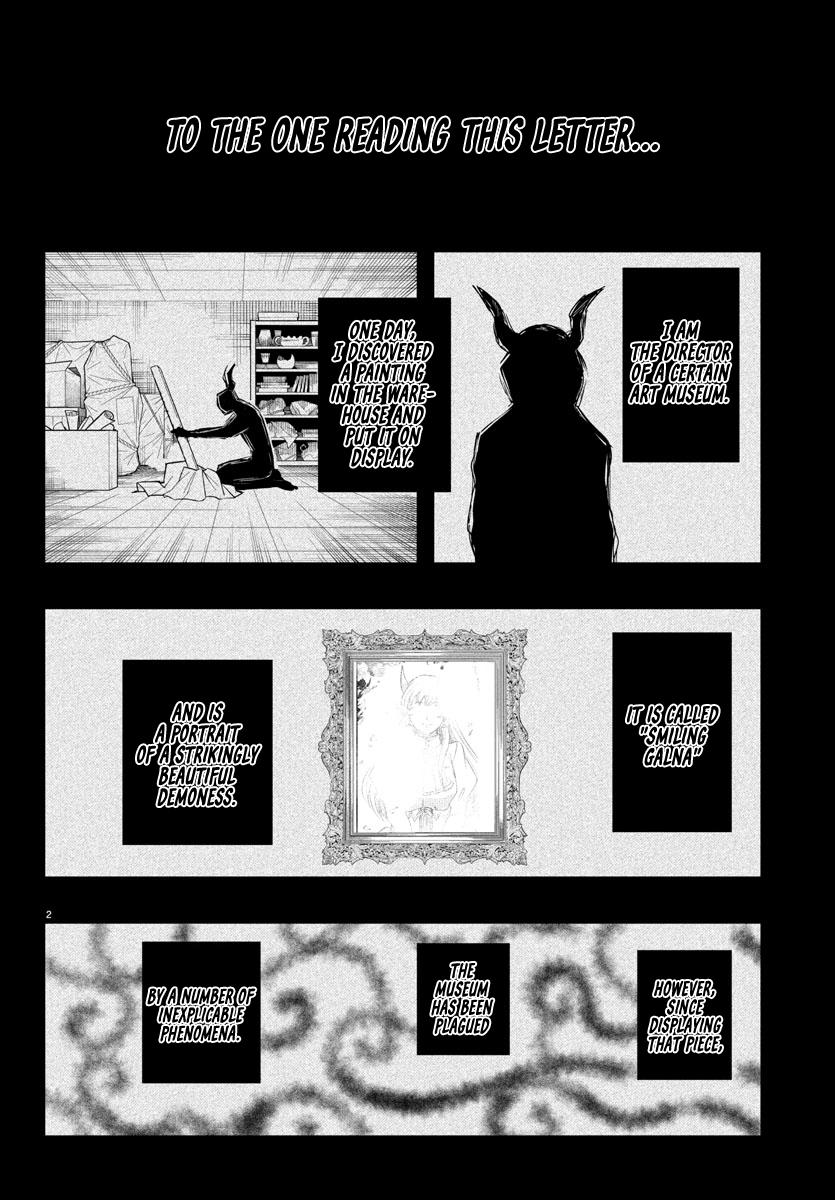 TO THE ONE READING THIS LETTER...
I AM
THE DIRECTOR
OF A CERTAIN
ART MUSEUM.
ONE DAY,
I DISCOVERED
A PAINTING
IN THE WARE-
HOUSE AND
PUT IT ON
DISPLAY.
IT IS CALLED
"SMILING
GALNA"
AND IS
A PORTRAIT
OF A STRIKINGLY
BEAUTIFUL
DEMONESS.
2
HOWEVER,
SINCE
DISPLAYING
THAT PIECE,
THE
MUSEUM
HAS BEEN
PLAGUED
BY A NUMBER OF
INEXPLICABLE
PHENOMENA.